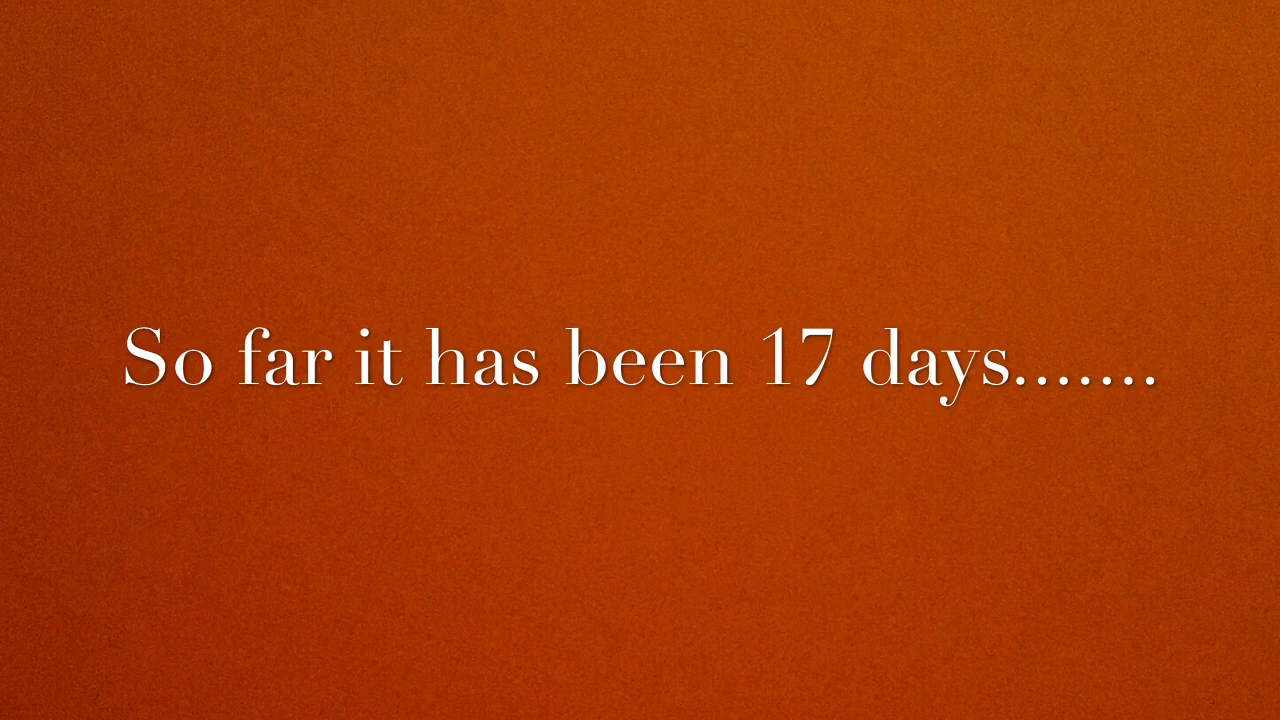 So far it has been 17 days.......